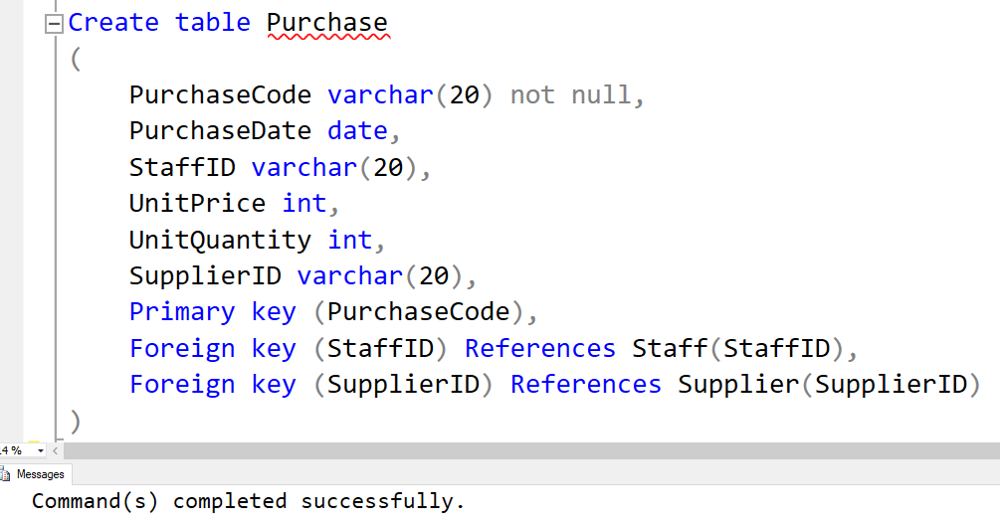 Create table Purchase
(
PurchaseCode varchar(20) not null,
PurchaseDate date,
StaffID varchar(20),
UnitPrice int,
UnitQuantity int,
SupplierID varchar(20),
Primary key (PurchaseCode),
Foreign key (StaffID) References Staff(StaffID),
Foreign key (SupplierID) References Supplier(SupplierID)
)
4 %
Messages
Command(s) completed successfully.